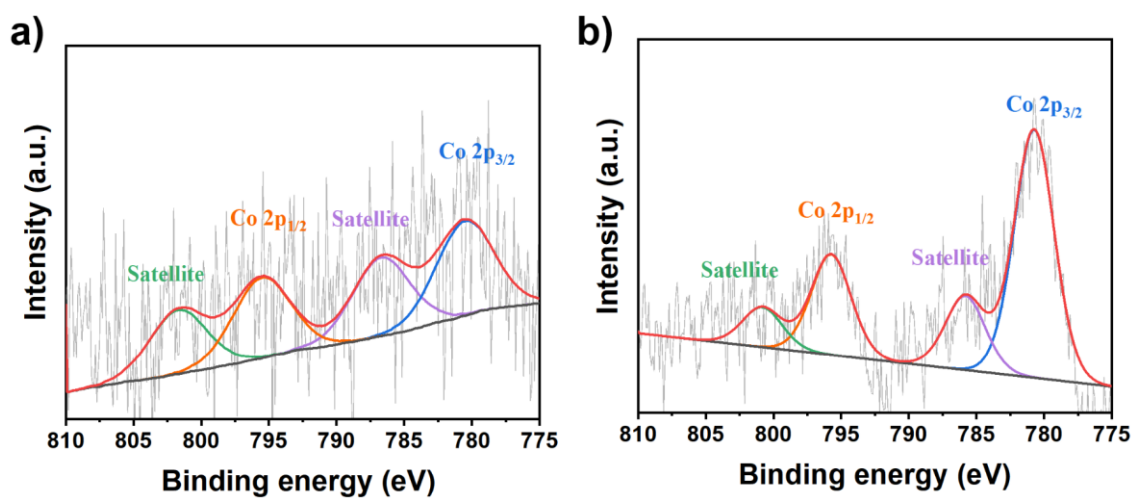 a)
Intensity (a.u.)
Satellite
Co 2p1/2
Satellite
Co 2p3/2
810 805 800 795 790 785 780 775
Binding energy (eV)
b)
Intensity (a.u.)
Satellite
Co 2p1/2
Satellite
Co 2p3/2
810 805 800 795 790 785 780 775
Binding energy (eV)